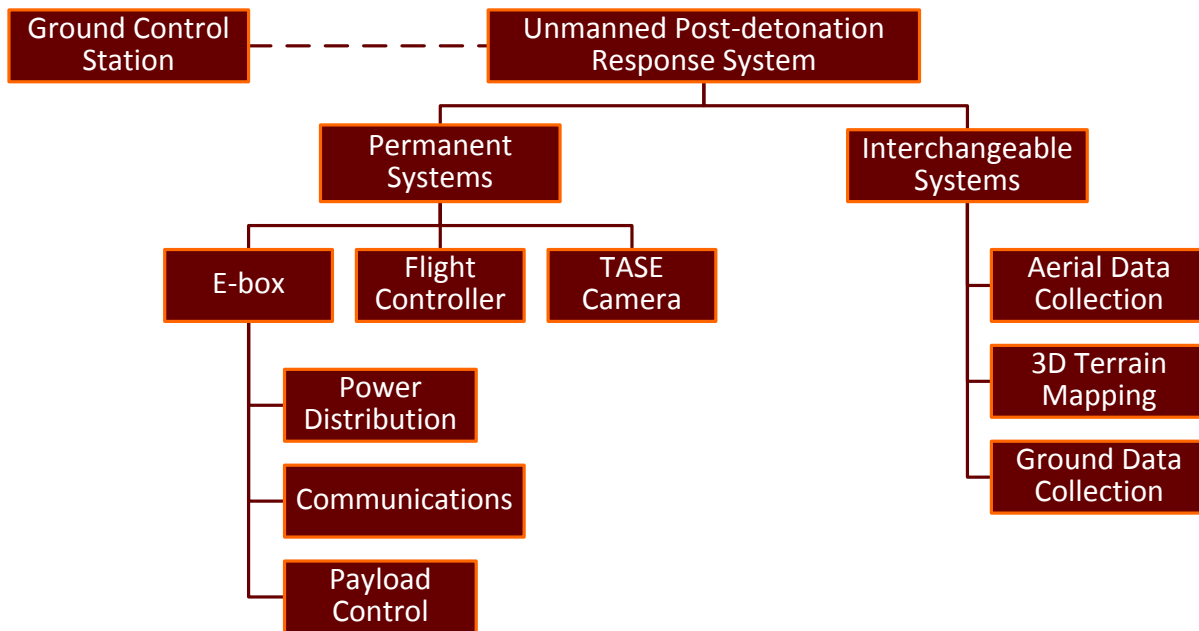 Ground Control
Station
Unmanned Post-detonation
Response System
Permanent
Systems
Interchangeable
Systems
E-box
Flight
Controller
TASE
Camera
Power
Distribution
Communications
Payload
Control
Aerial Data
Collection
3D Terrain
Mapping
Ground Data
Collection